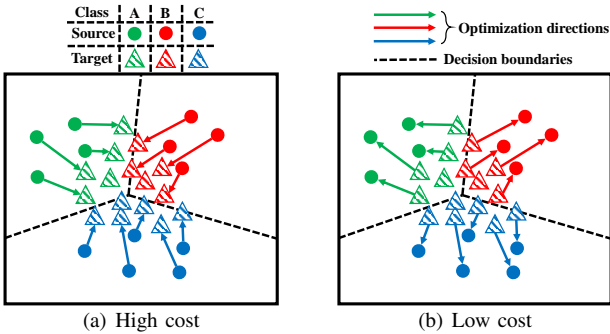 Class A B C
Source
Target
Optimization directions
Decision boundaries
(a) High cost
(b) Low cost